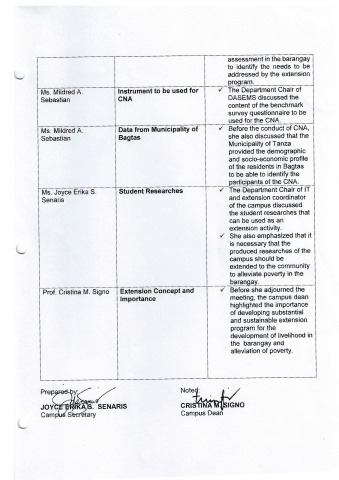 assessment in the barangay
to identify the needs to be
addressed by the extension
program.
Ms. Mildred A.
Sebastian
Instrument to be used for
CNA
✓ The Department Chair of
DASEMS discussed the
content of the benchmark
survey questionnaire to be
used for the CNA.
Ms. Mildred A.
Sebastian
Data from Municipality of
Bagtas
✓ Before the conduct of CNA,
she also discussed that the
Municipality of Tanza
provided the demographic
and socio-economic profile
of the residents in Bagtas
to be able to identify the
participants of the CNA.
Ms. Joyce Erika S.
Senaris
Student Researches
✓ The Department Chair of IT
and extension coordinator
of the campus discussed
the student researches that
can be used as an
extension activity.
✓ She also emphasized that it
is necessary that the
produced researches of the
campus should be
extended to the community
to alleviate poverty in the
barangay.
Prof. Cristina M. Signo
Extension Concept and
Importance
✓ Before she adjourned the
meeting, the campus dean
highlighted the importance
of developing substantial
and sustainable extension
program for the
development of livelihood in
the barangay and
alleviation of poverty.
Prepared by:
JOYCE ERIKA S. SENARIS
Campus Secretary
Noted:
CRISTINA M. SIGNO
Campus Dean